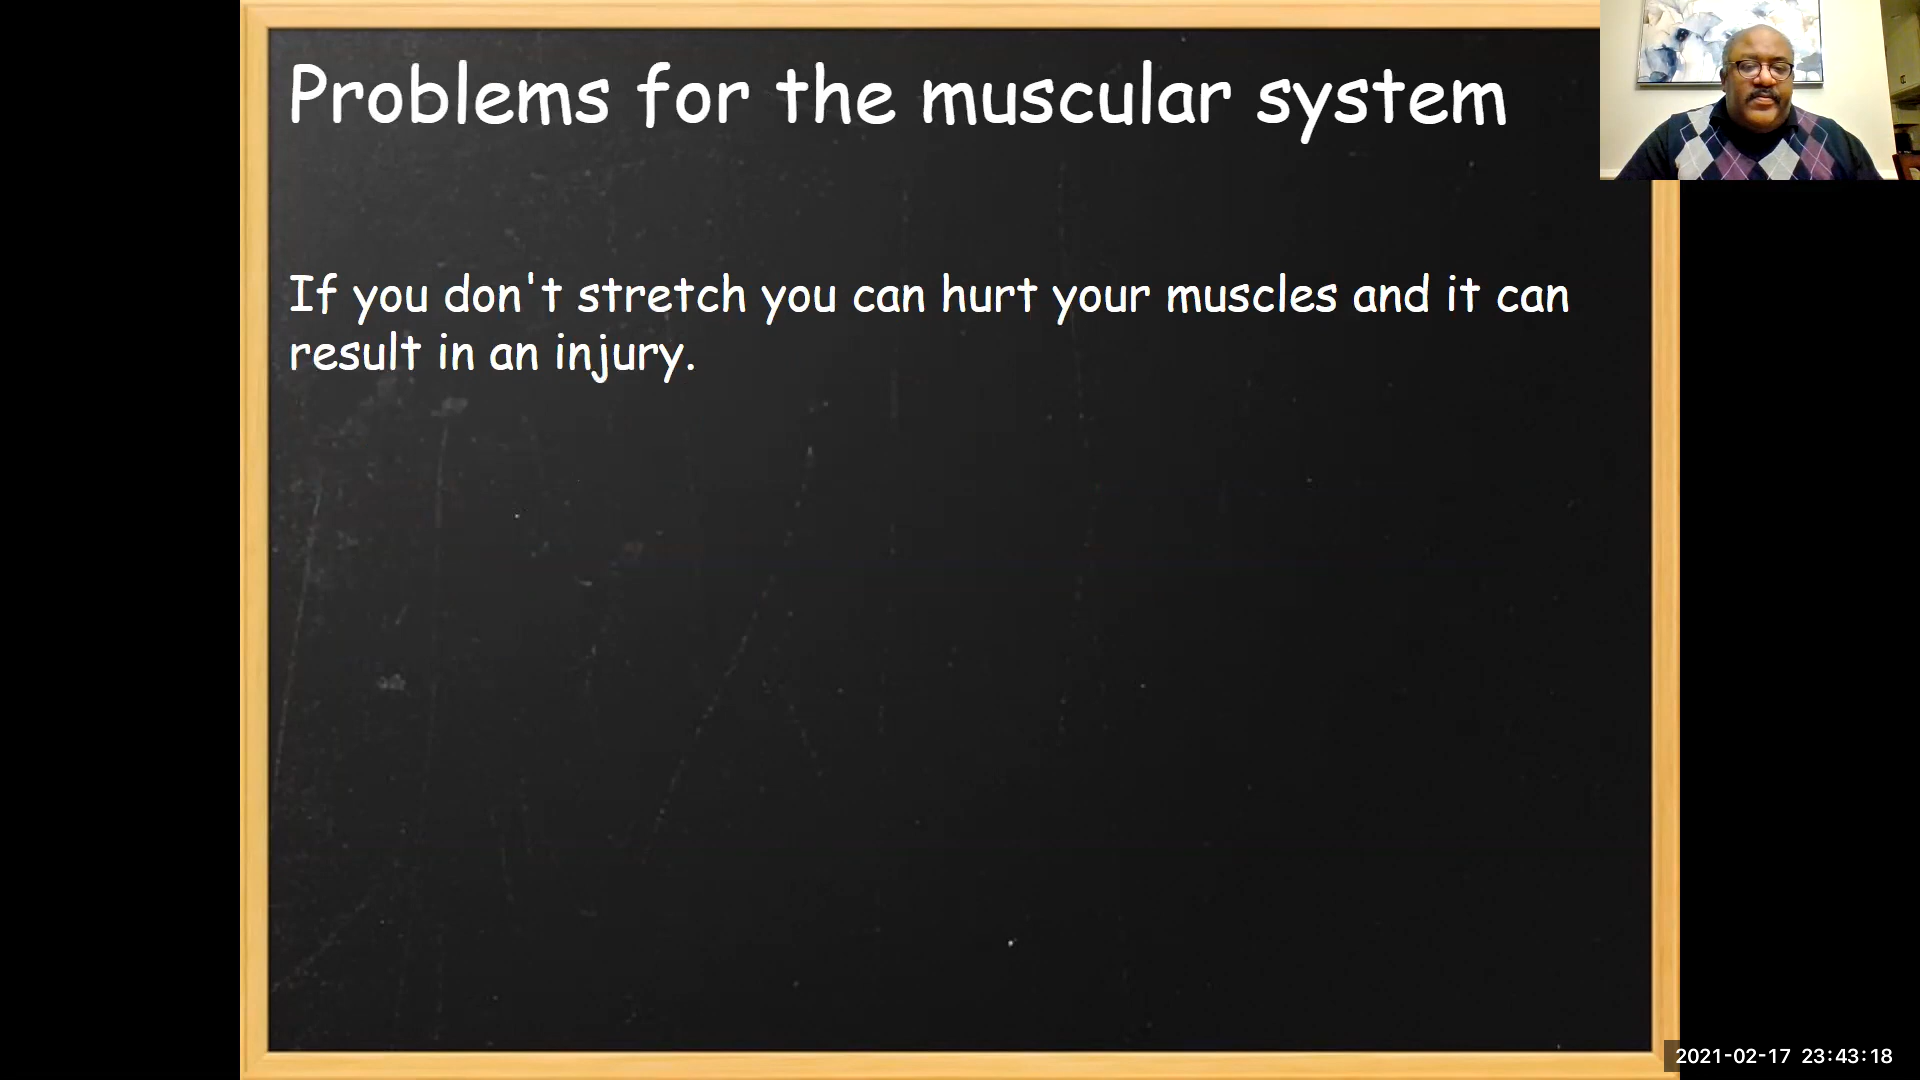 Problems for the muscular system
If you don't stretch you can hurt your muscles and it can
result in an injury.
2021-02-17 23:43:18